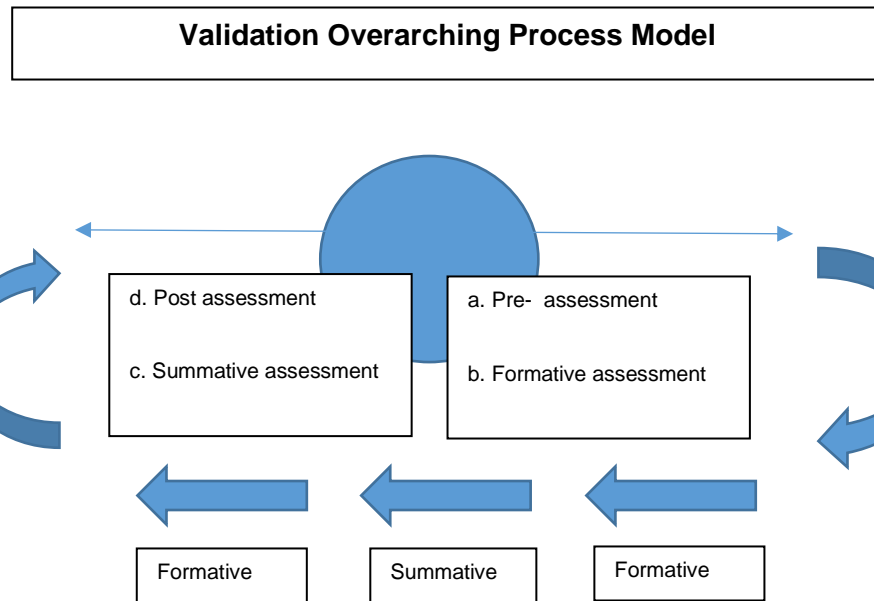 Validation Overarching Process Model
d. Post assessment
c. Summative assessment
a. Pre-  assessment
b. Formative assessment
Formative
Summative
Formative